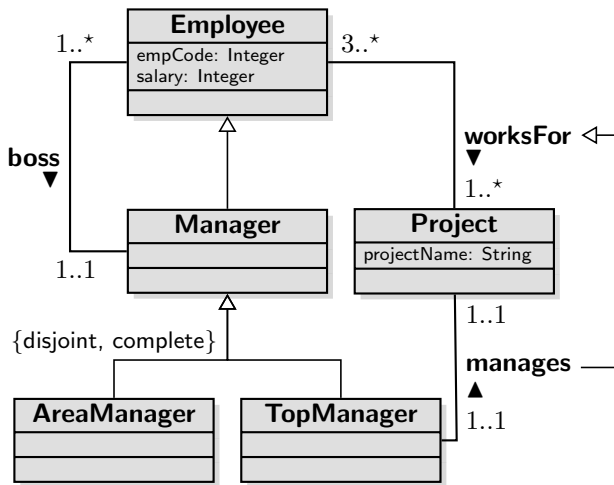 Employee
empCode: Integer
salary: Integer
1..⋆
3..⋆
boss ▼
worksFor ▼
1..⋆
Manager
Project
projectName: String
1..1
1..1
{disjoint, complete}
manages ▲
AreaManager
TopManager
1..1